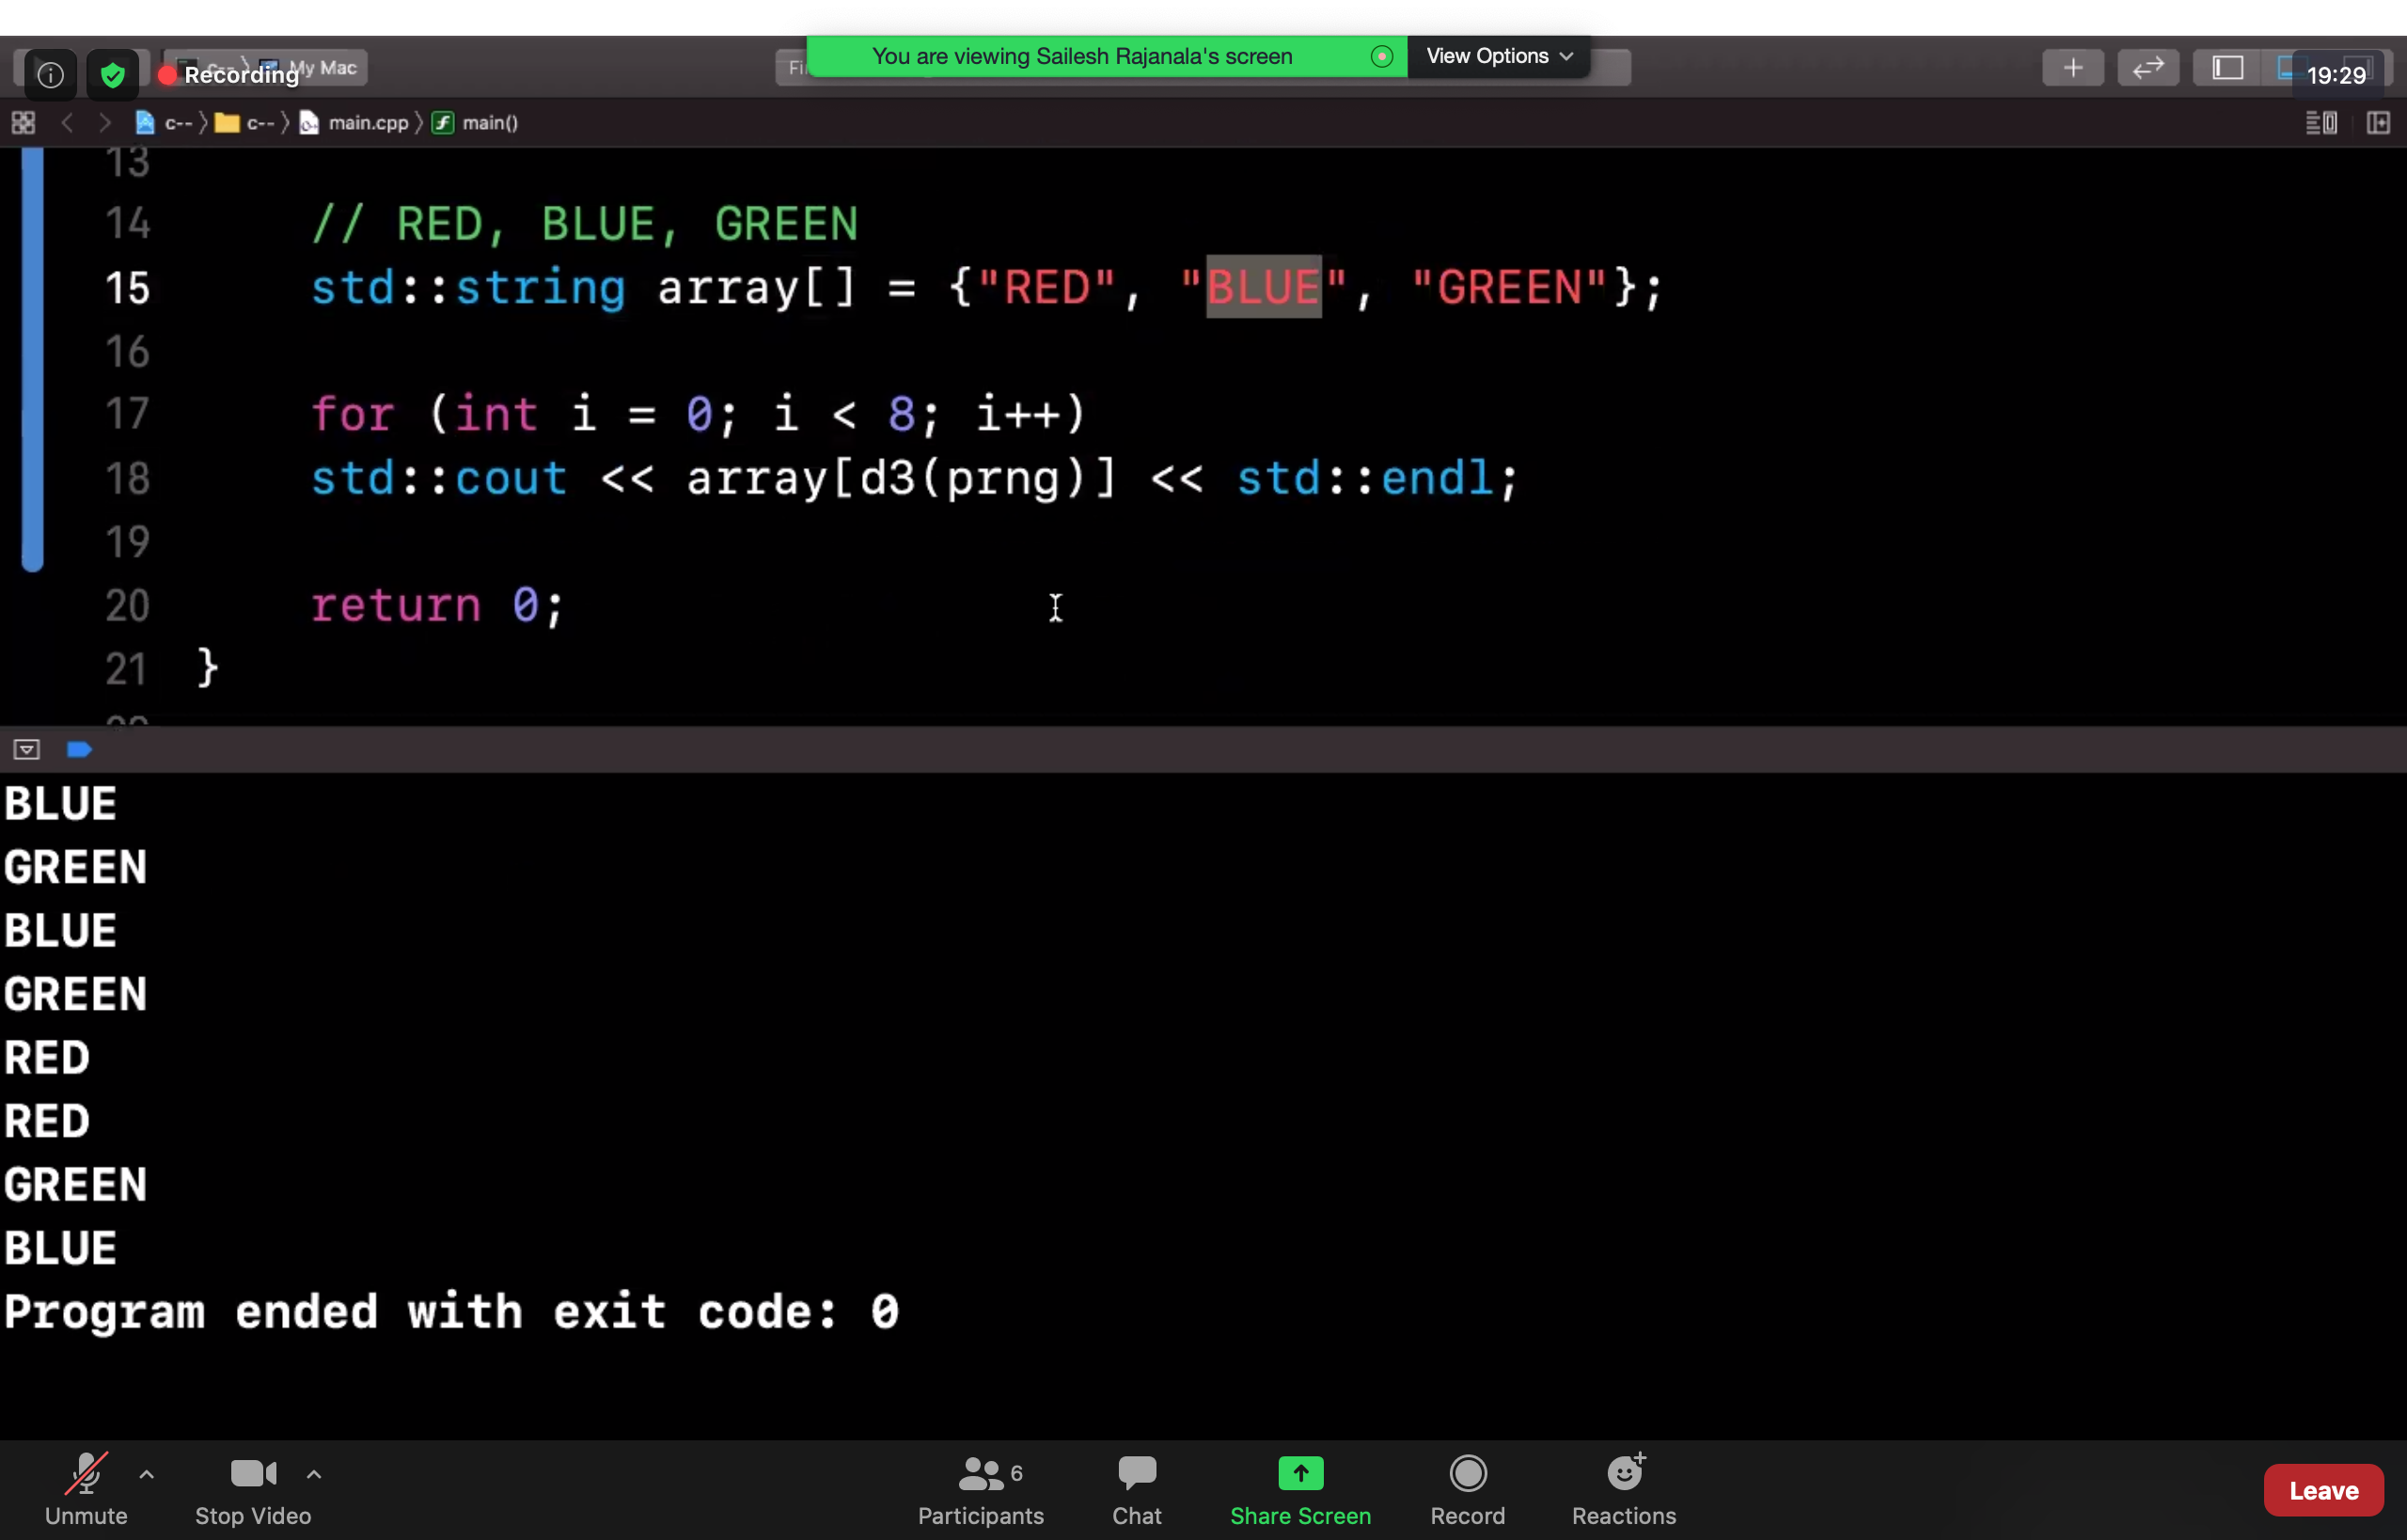 You are viewing Sailesh Rajanala's screen
View Options
Recording
My Mac
19:29
c-- c-- main.cpp main()
13
14 // RED, BLUE, GREEN
15 std::string array[] = {"RED", "BLUE", "GREEN"};
16
17 for (int i = 0; i < 8; i++)
18 std::cout << array[d3(prng)] << std::endl;
19
20 return 0;
21 }
BLUE
GREEN
BLUE
GREEN
RED
RED
GREEN
BLUE
Program ended with exit code: 0
Unmute
Stop Video
6
Participants
Chat
Share Screen
Record
Reactions
Leave